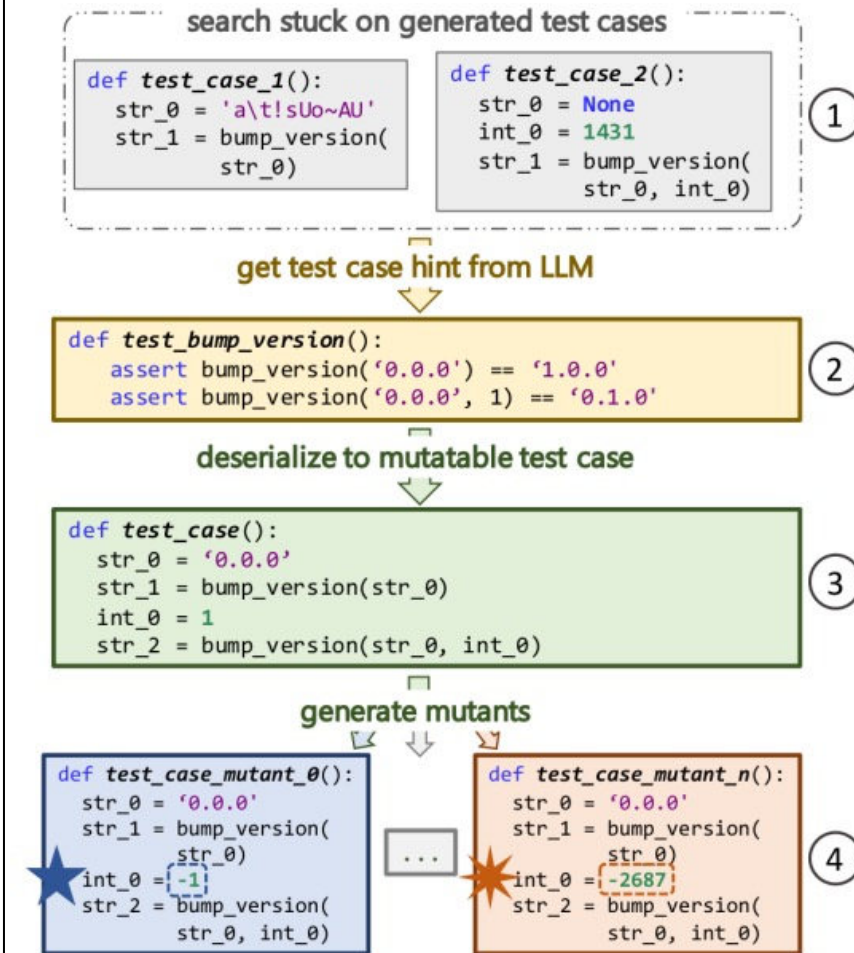 search stuck on generated test cases
def test_case_1():
str_0 = 'a\t!sUo~AU'
str_1 = bump_version(
str_0)
def test_case_2():
str_0 = None
int_0 = 1431
str_1 = bump_version(
str_0, int_0)
1
get test case hint from LLM
def test_bump_version():
assert bump_version(‘0.0.0') == ‘1.0.0'
assert bump_version(‘0.0.0’, 1) == ‘0.1.0'
2
deserialize to mutatable test case
def test_case():
str_0 = ‘0.0.0’
str_1 = bump_version(str_0)
int_0 = 1
str_2 = bump_version(str_0, int_0)
3
generate mutants
def test_case_mutant_0():
str_0 = ‘0.0.0'
str_1 = bump_version(
str_0)
int_0 = -1
str_2 = bump_version(
str_0, int_0)
...
def test_case_mutant_n():
str_0 = ‘0.0.0'
str_1 = bump_version(
str_0)
int_0 = -2687
str_2 = bump_version(
str_0, int_0)
4